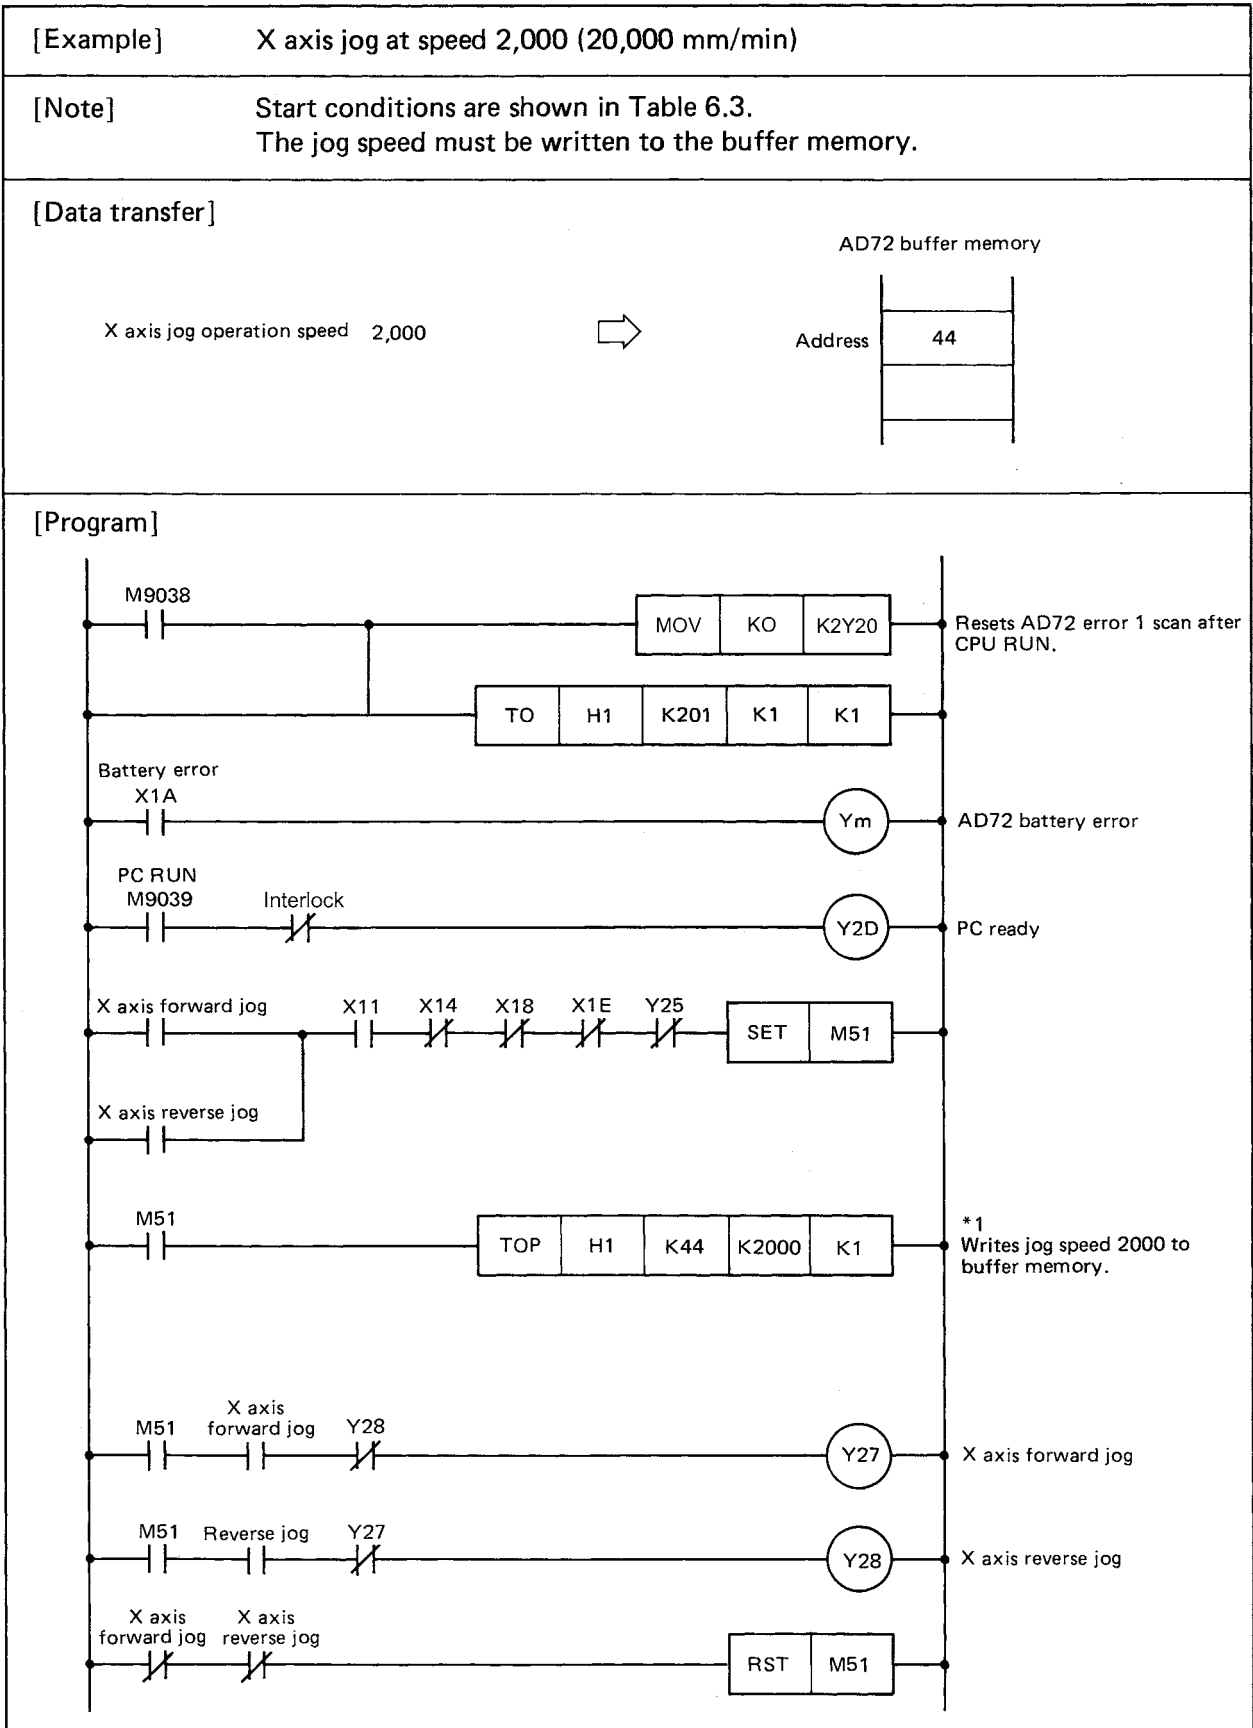 [Example] X axis jog at speed 2,000 (20,000 mm/min)
[Note] Start conditions are shown in Table 6.3.
The jog speed must be written to the buffer memory.
[Data transfer]
AD72 buffer memory
X axis jog operation speed 2,000
Address 44
[Program]
M9038
MOV KO K2Y20
Resets AD72 error 1 scan after
CPU RUN.
TO H1 K201 K1 K1
Battery error
X1A
Ym
AD72 battery error
PC RUN
M9039 Interlock
Y2D
PC ready
X axis forward jog X11 X14 X18 X1E Y25
SET M51
X axis reverse jog
M51
TOP H1 K44 K2000 K1
*1
Writes jog speed 2000 to
buffer memory.
M51 X axis
forward jog Y28
Y27
X axis forward jog
M51 Reverse jog Y27
Y28
X axis reverse jog
X axis X axis
forward jog reverse jog
RST M51